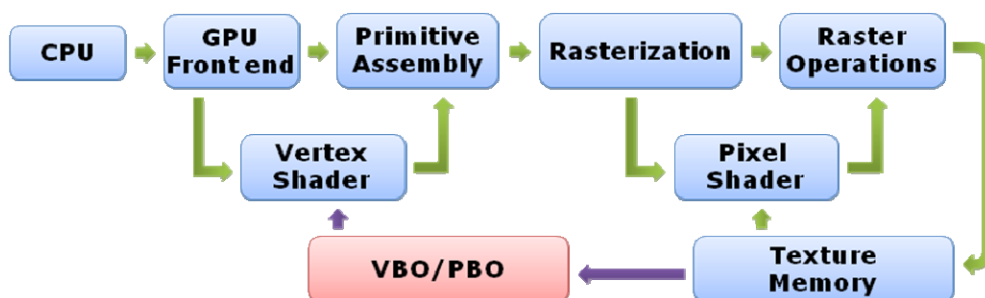 CPU
GPU
Front end
Primitive
Assembly
Rasterization
Raster
Operations
Vertex
Shader
Pixel
Shader
VBO/PBO
Texture
Memory